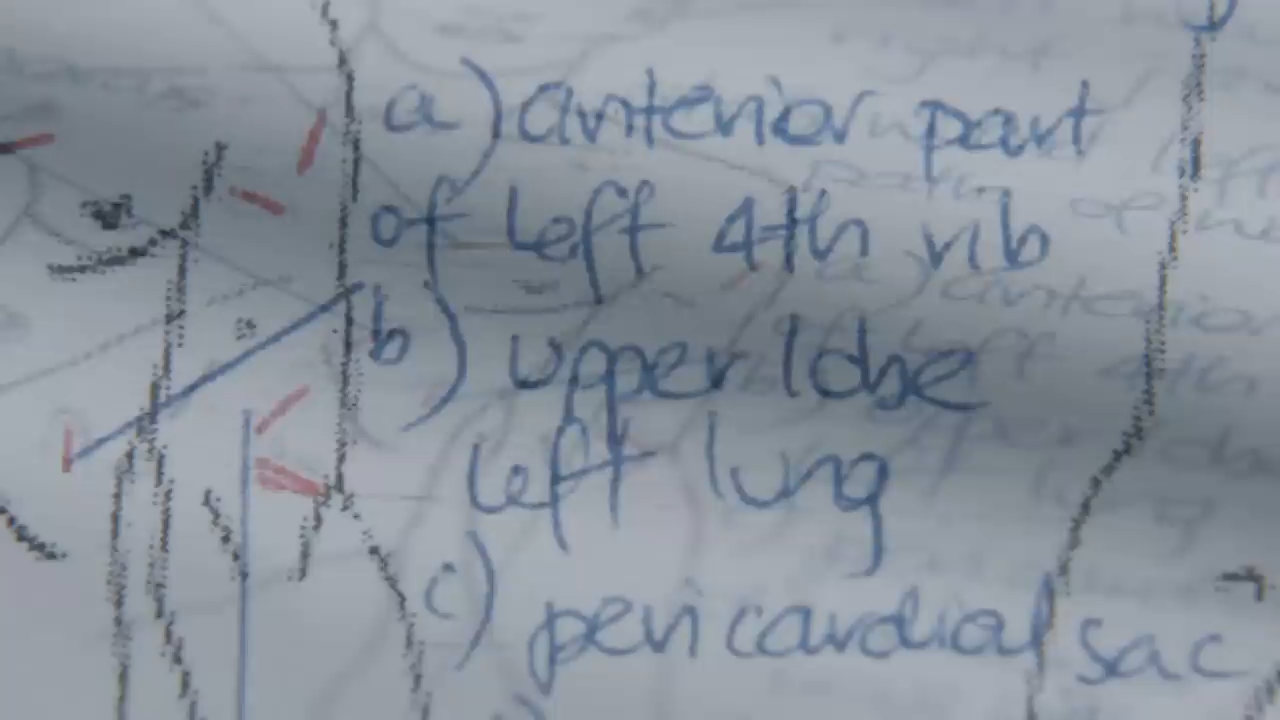 a) anterior part
of left 4th rib
b) upper lobe
left lung
c) pericardial sac